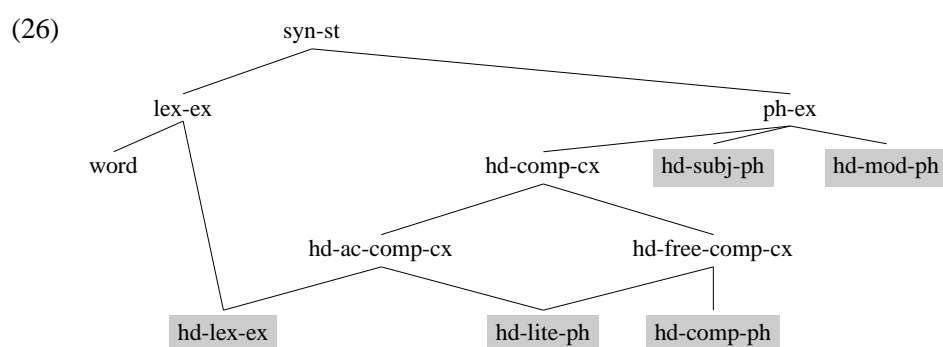 (26) syn-st
lex-ex ph-ex
word hd-comp-cx hd-subj-ph hd-mod-ph
hd-ac-comp-cx hd-free-comp-cx
hd-lex-ex hd-lite-ph hd-comp-ph